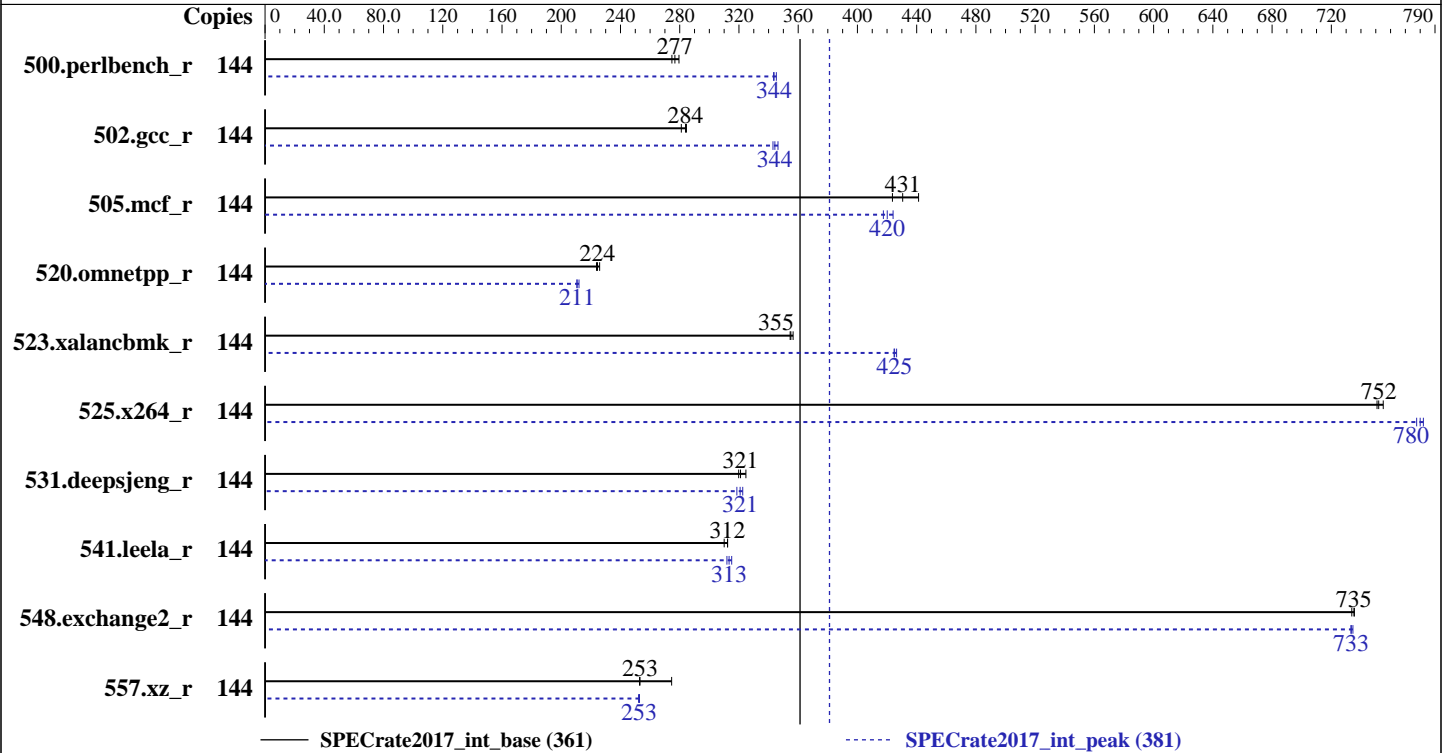 Copies 0 40.0 80.0 120 160 200 240 280 320 360 400 440 480 520 560 600 640 680 720 790
277
500.perlbench_r 144
344
284
502.gcc_r 144
344
431
505.mcf_r 144
420
224
520.omnetpp_r 144
211
355
523.xalancbmk_r 144
425
752
525.x264_r 144
780
321
531.deepsjeng_r 144
321
312
541.leela_r 144
313
735
548.exchange2_r 144
733
253
557.xz_r 144
253
SPECrate2017_int_base (361) SPECrate2017_int_peak (381)